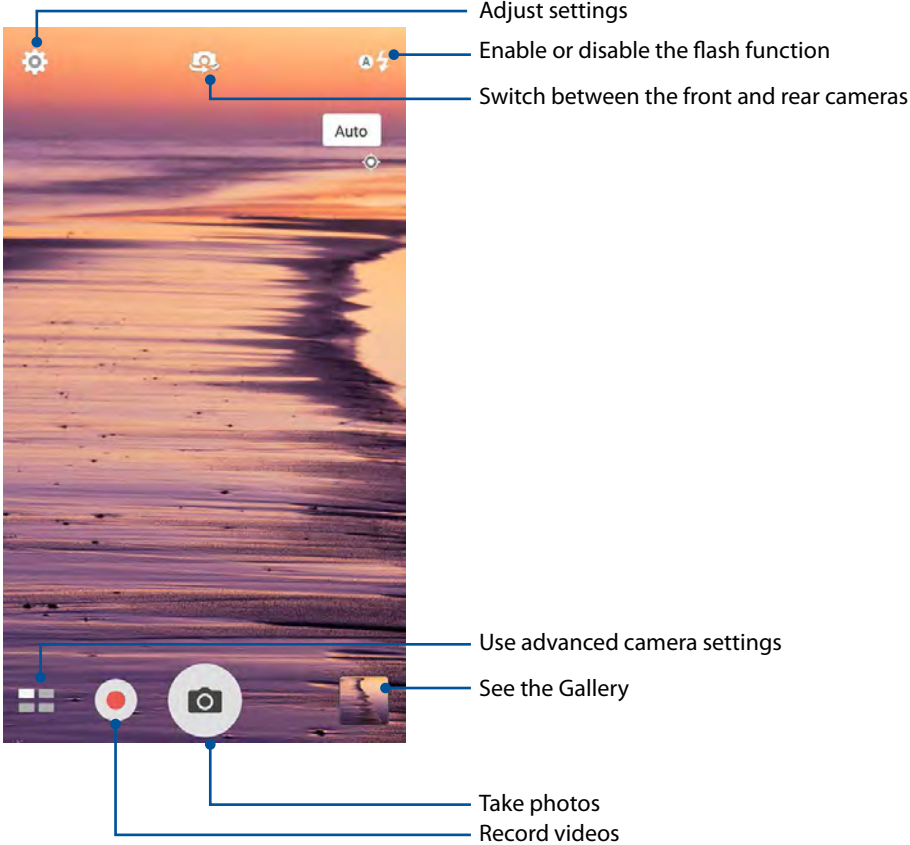 Adjust settings
Enable or disable the flash function
Switch between the front and rear cameras
A
Auto
Use advanced camera settings
See the Gallery
Take photos
Record videos